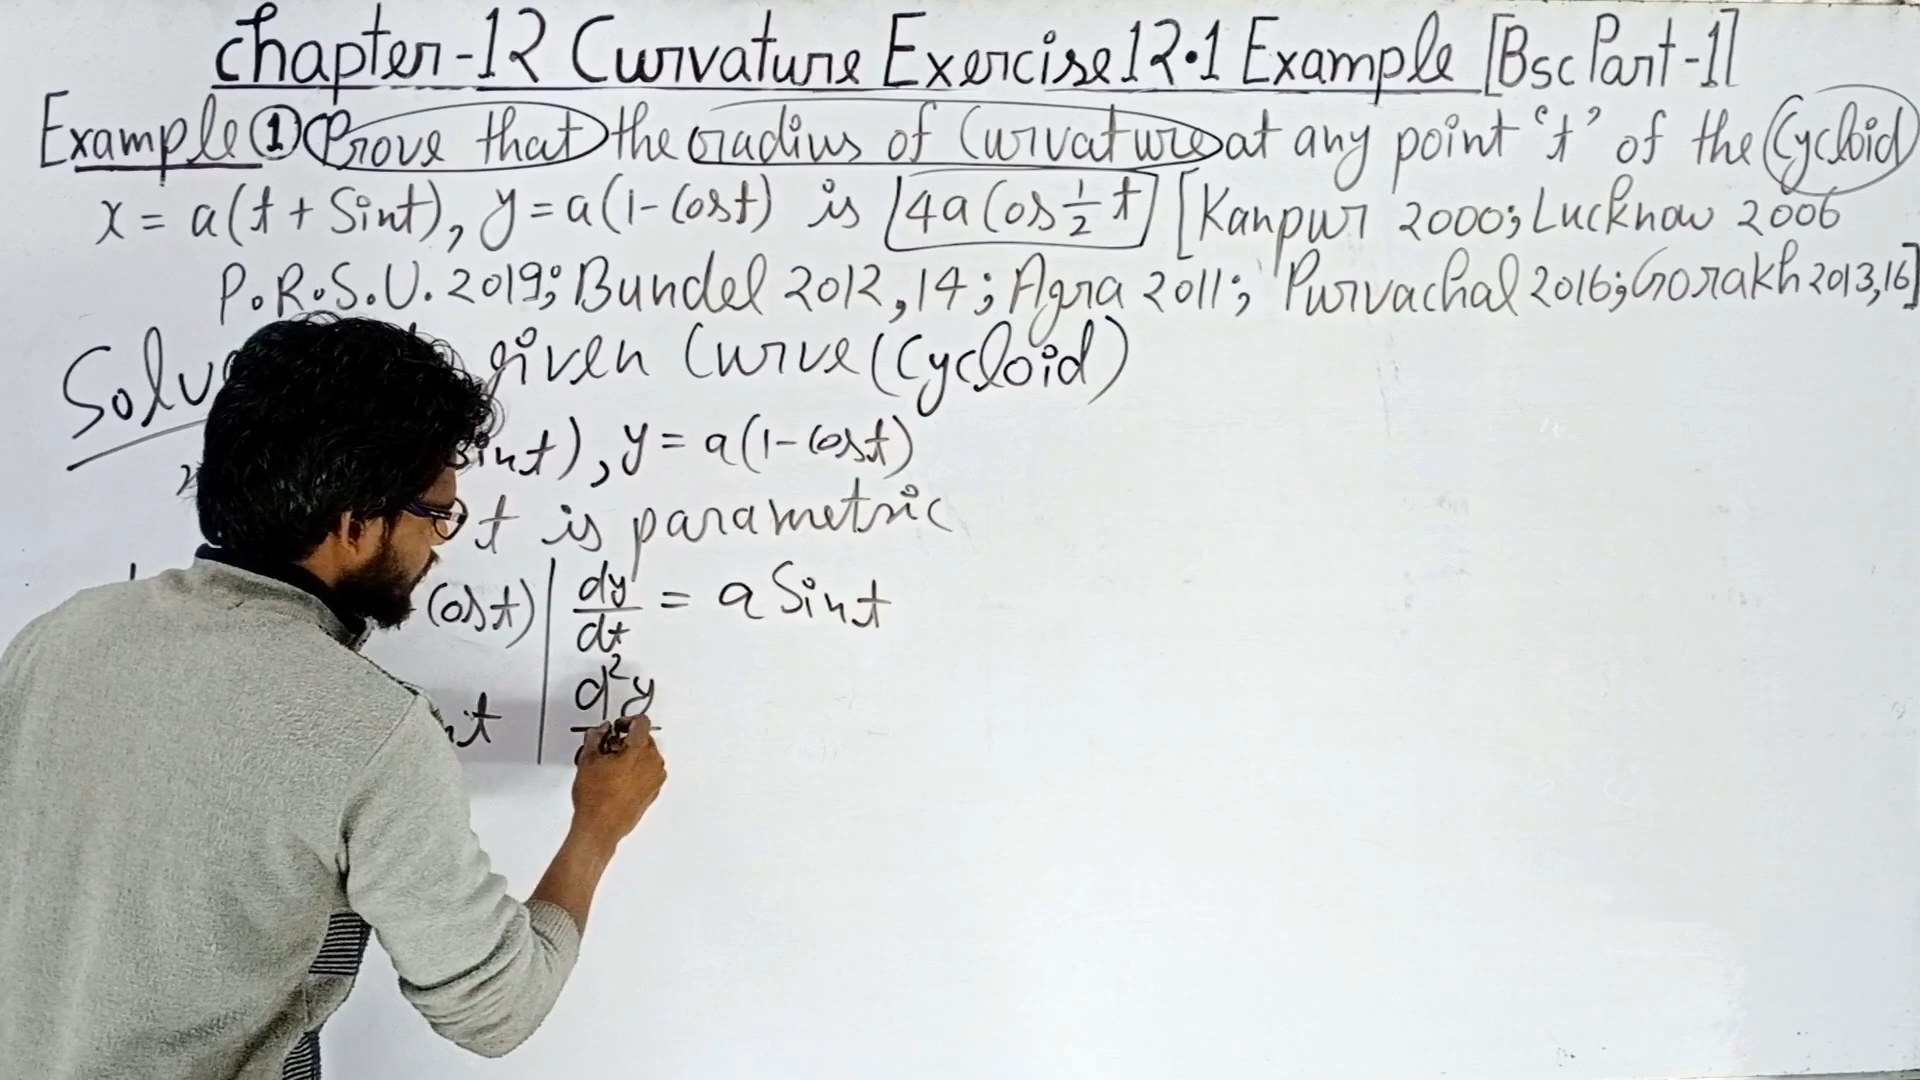 Chapter-12 Curvature Exercise 12.1 Example [Bsc Part-1]
Example ① Prove that the radius of Curvature at any point 't' of the Cycloid
x = a(t + Sint), y = a(1 - Cost) is 4a Cos 1/2 t [Kanpur 2000; Lucknow 2006
P.R.S.U. 2019; Bundel 2012, 14; Agra 2011; Purvachal 2016; Gorakh 2013, 16]
Solu given Curve (Cycloid)
Sint), y = a(1 - Cost)
t is parametric
Cost) | dy/dt = a Sint
t | d²y